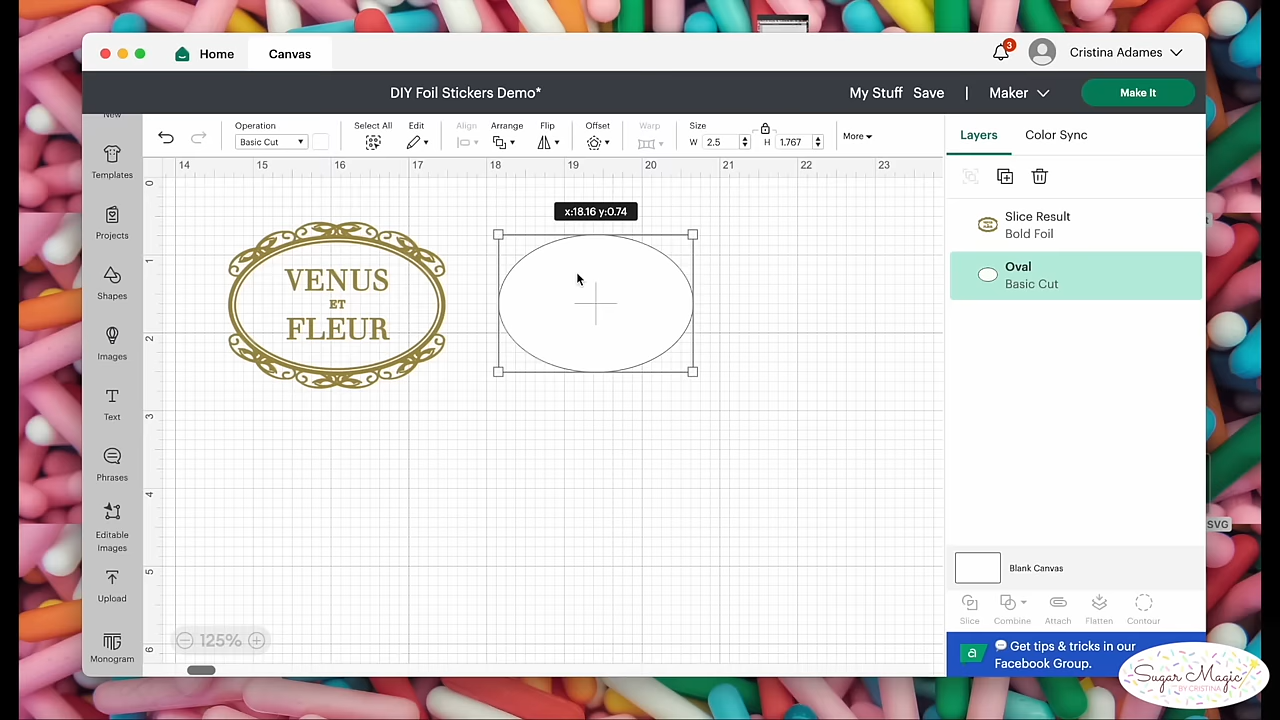 Home
Canvas
3
Cristina Adames
DIY Foil Stickers Demo*
My Stuff
Save
|
Maker
Make It
New
Operation
Basic Cut
Select All
Edit
Align
Arrange
Flip
Offset
Warp
Size
W 2.5
H 1.767
More
Layers
Color Sync
14 15 16 17 18 19 20 21 22 23
0
1
2
3
4
5
6
Templates
Projects
Shapes
Images
Text
Phrases
Editable
Images
Upload
Monogram
x:18.16 y:0.74
VENUS
ET
FLEUR
125%
Slice Result
Bold Foil
Oval
Basic Cut
Blank Canvas
Slice
Combine
Attach
Flatten
Contour
a
Get tips & tricks in our
Facebook Group.
SVG
Sugar Magic
BY CRISTINA